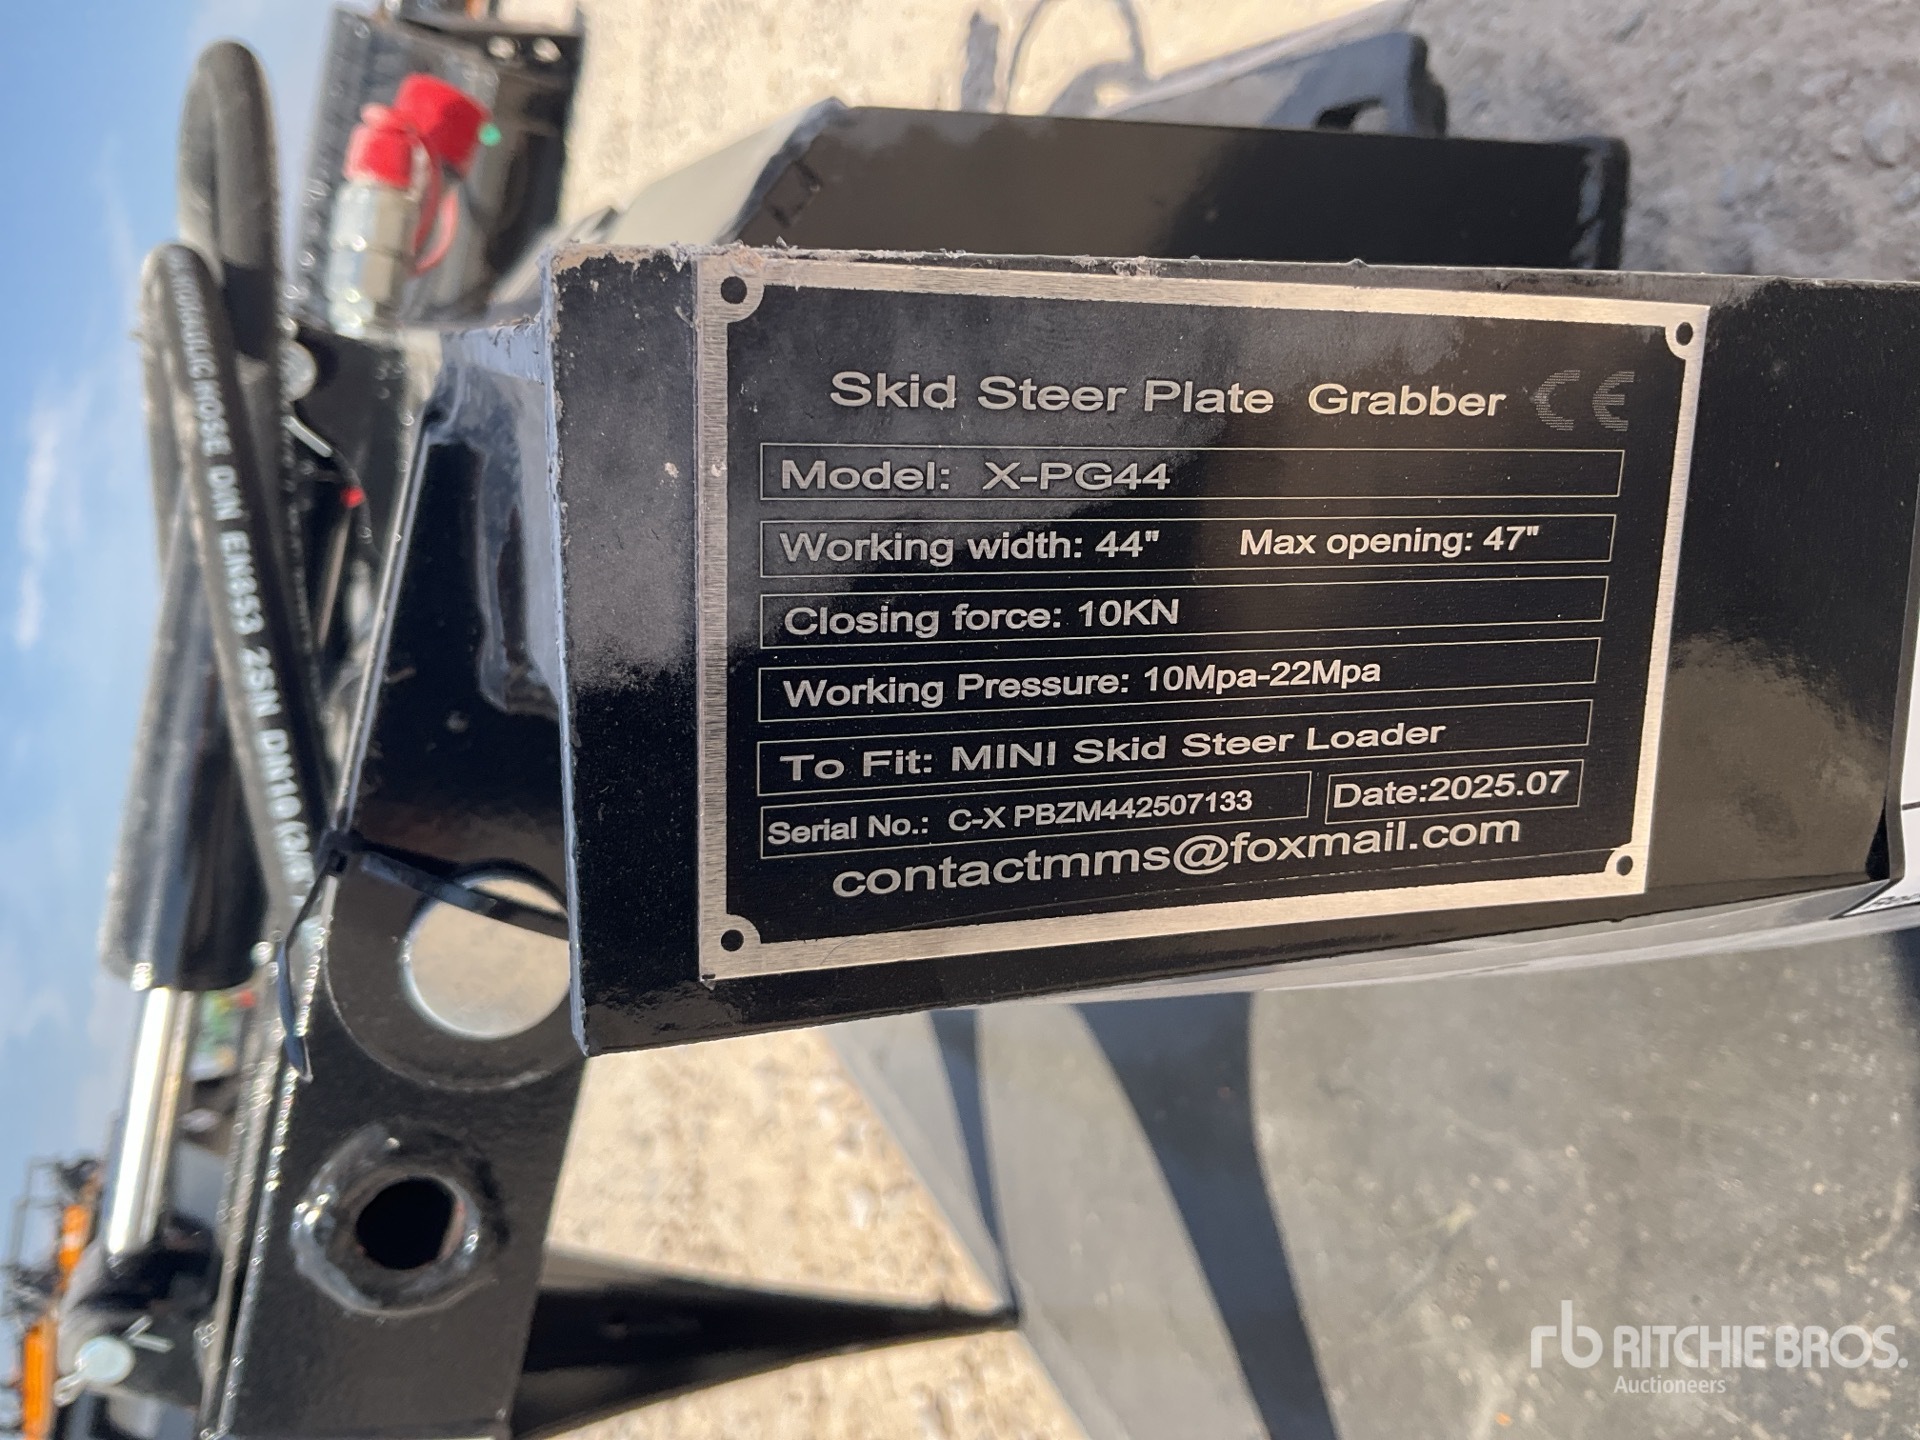 Skid Steer Plate Grabber CE
Model: X-PG44
Working width: 44" Max opening: 47"
Closing force: 10KN
Working Pressure: 10Mpa-22Mpa
To Fit: MINI Skid Steer Loader
Serial No.: C-X PBZM442507133 Date:2025.07
contactmms@foxmail.com
HOSE DIN EN853 2SN DN10
rb RITCHIE BROS.
Auctioneers